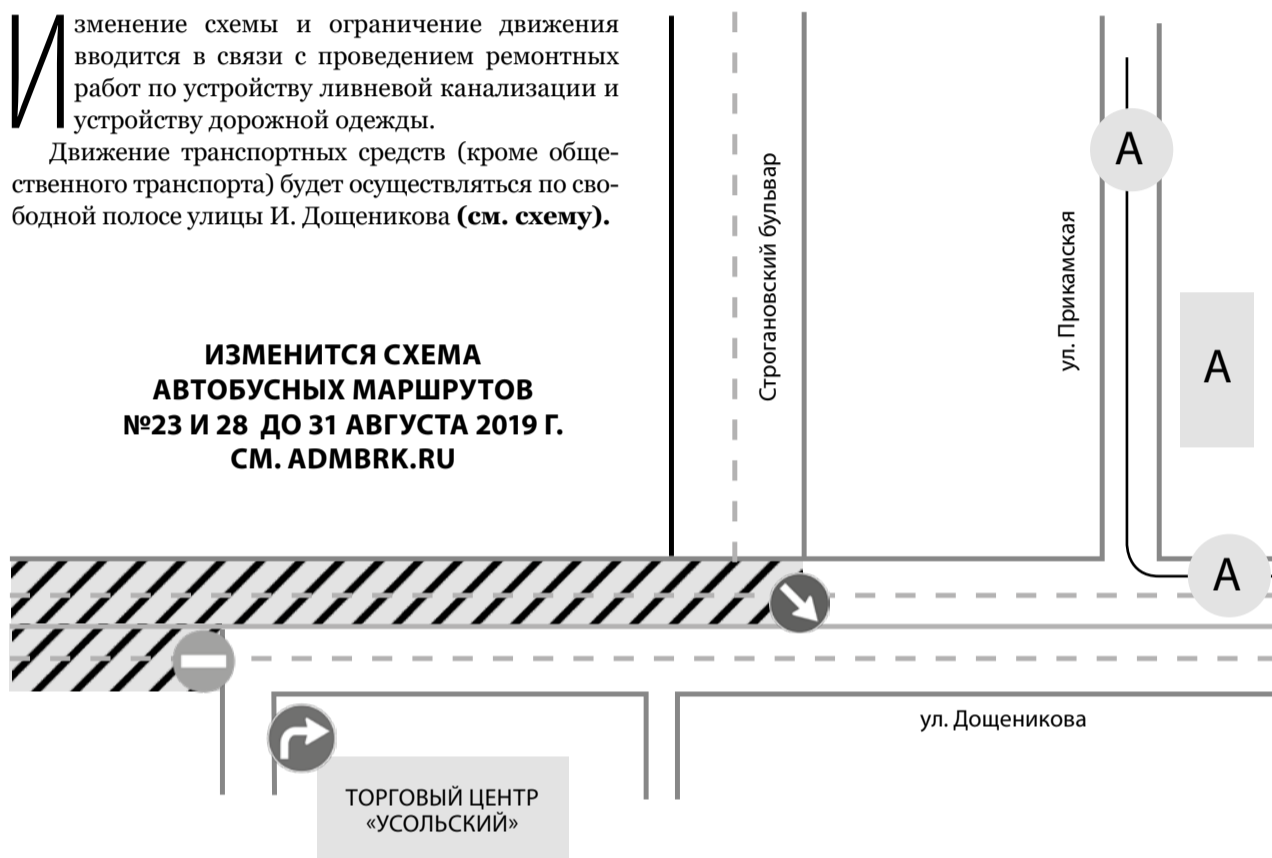 Изменение схемы и ограничение движения
вводится в связи с проведением ремонтных
работ по устройству ливневой канализации и
устройству дорожной одежды.
Движение транспортных средств (кроме обще-
ственного транспорта) будет осуществляться по сво-
бодной полосе улицы И. Дощеникова (см. схему).
ИЗМЕНИТСЯ СХЕМА
АВТОБУСНЫХ МАРШРУТОВ
№23 И 28 ДО 31 АВГУСТА 2019 Г.
СМ. ADMBRK.RU
Строгановский бульвар
ул. Прикамская
А
А
А
ул. Дощеникова
ТОРГОВЫЙ ЦЕНТР
«УСОЛЬСКИЙ»